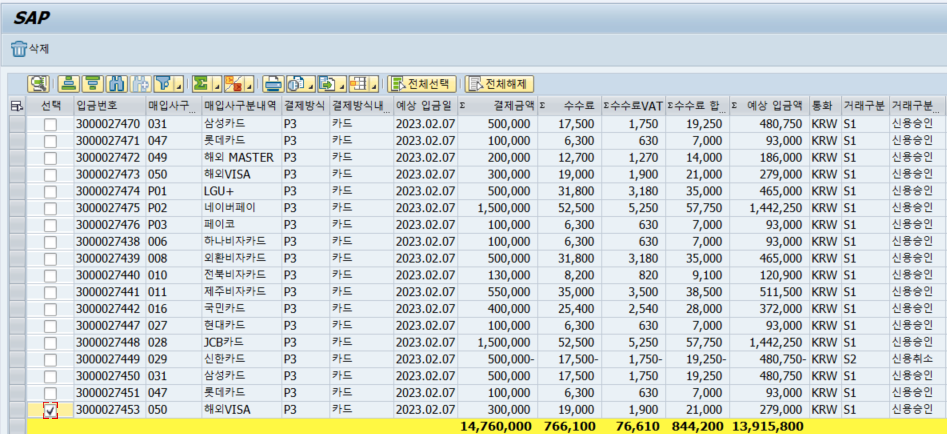 SAP
삭제
전체선택 전체해제
선택 입금번호 매입사구 매입사구분내역 결제방식 결제방식내 예상 입금일 Σ 결제금액 Σ 수수료 Σ수수료VAT Σ수수료 합 Σ 예상 입금액 통화 거래구분 거래구분
3000027470 031 삼성카드 P3 카드 2023.02.07 500,000 17,500 1,750 19,250 480,750 KRW S1 신용승인
3000027471 047 롯데카드 P3 카드 2023.02.07 100,000 6,300 630 7,000 93,000 KRW S1 신용승인
3000027472 049 해외 MASTER P3 카드 2023.02.07 200,000 12,700 1,270 14,000 186,000 KRW S1 신용승인
3000027473 050 해외VISA P3 카드 2023.02.07 300,000 19,000 1,900 21,000 279,000 KRW S1 신용승인
3000027474 P01 LGU+ P3 카드 2023.02.07 500,000 31,800 3,180 35,000 465,000 KRW S1 신용승인
3000027475 P02 네이버페이 P3 카드 2023.02.07 1,500,000 52,500 5,250 57,750 1,442,250 KRW S1 신용승인
3000027476 P03 페이코 P3 카드 2023.02.07 100,000 6,300 630 7,000 93,000 KRW S1 신용승인
3000027438 006 하나비자카드 P3 카드 2023.02.07 100,000 6,300 630 7,000 93,000 KRW S1 신용승인
3000027439 008 외환비자카드 P3 카드 2023.02.07 500,000 31,800 3,180 35,000 465,000 KRW S1 신용승인
3000027440 010 전북비자카드 P3 카드 2023.02.07 130,000 8,200 820 9,100 120,900 KRW S1 신용승인
3000027441 011 제주비자카드 P3 카드 2023.02.07 550,000 35,000 3,500 38,500 511,500 KRW S1 신용승인
3000027442 016 국민카드 P3 카드 2023.02.07 400,000 25,400 2,540 28,000 372,000 KRW S1 신용승인
3000027447 027 현대카드 P3 카드 2023.02.07 100,000 6,300 630 7,000 93,000 KRW S1 신용승인
3000027448 028 JCB카드 P3 카드 2023.02.07 1,500,000 52,500 5,250 57,750 1,442,250 KRW S1 신용승인
3000027449 029 신한카드 P3 카드 2023.02.07 500,000- 17,500- 1,750- 19,250- 480,750- KRW S2 신용취소
3000027450 031 삼성카드 P3 카드 2023.02.07 500,000 17,500 1,750 19,250 480,750 KRW S1 신용승인
3000027451 047 롯데카드 P3 카드 2023.02.07 100,000 6,300 630 7,000 93,000 KRW S1 신용승인
3000027453 050 해외VISA P3 카드 2023.02.07 300,000 19,000 1,900 21,000 279,000 KRW S1 신용승인
14,760,000 766,100 76,610 844,200 13,915,800